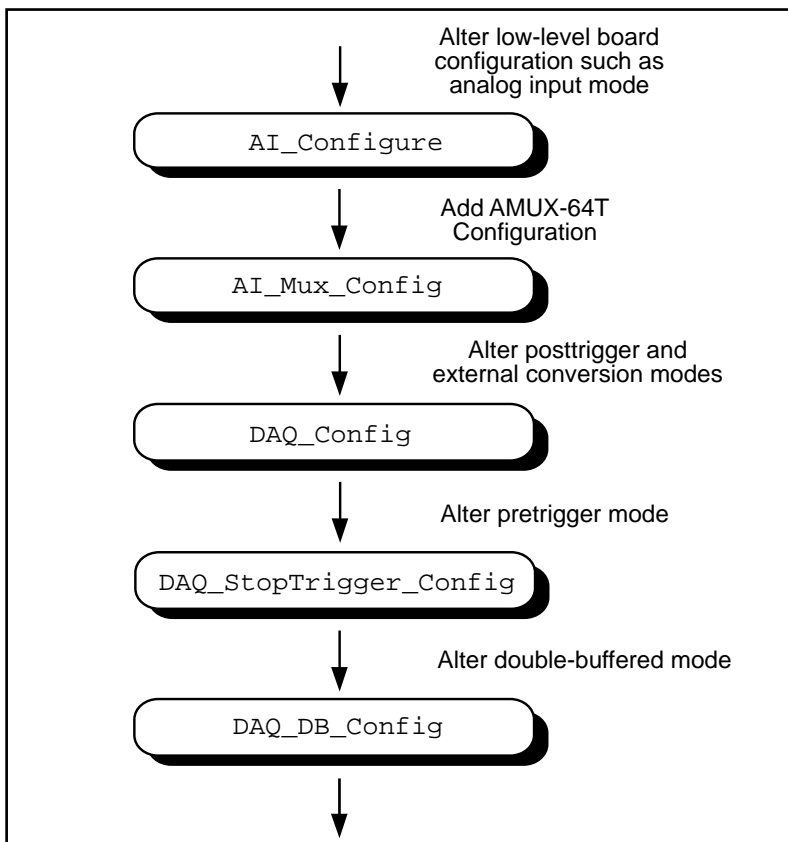 Alter low-level board
configuration such as
analog input mode
AI_Configure
Add AMUX-64T
Configuration
AI_Mux_Config
Alter posttrigger and
external conversion modes
DAQ_Config
Alter pretrigger mode
DAQ_StopTrigger_Config
Alter double-buffered mode
DAQ_DB_Config